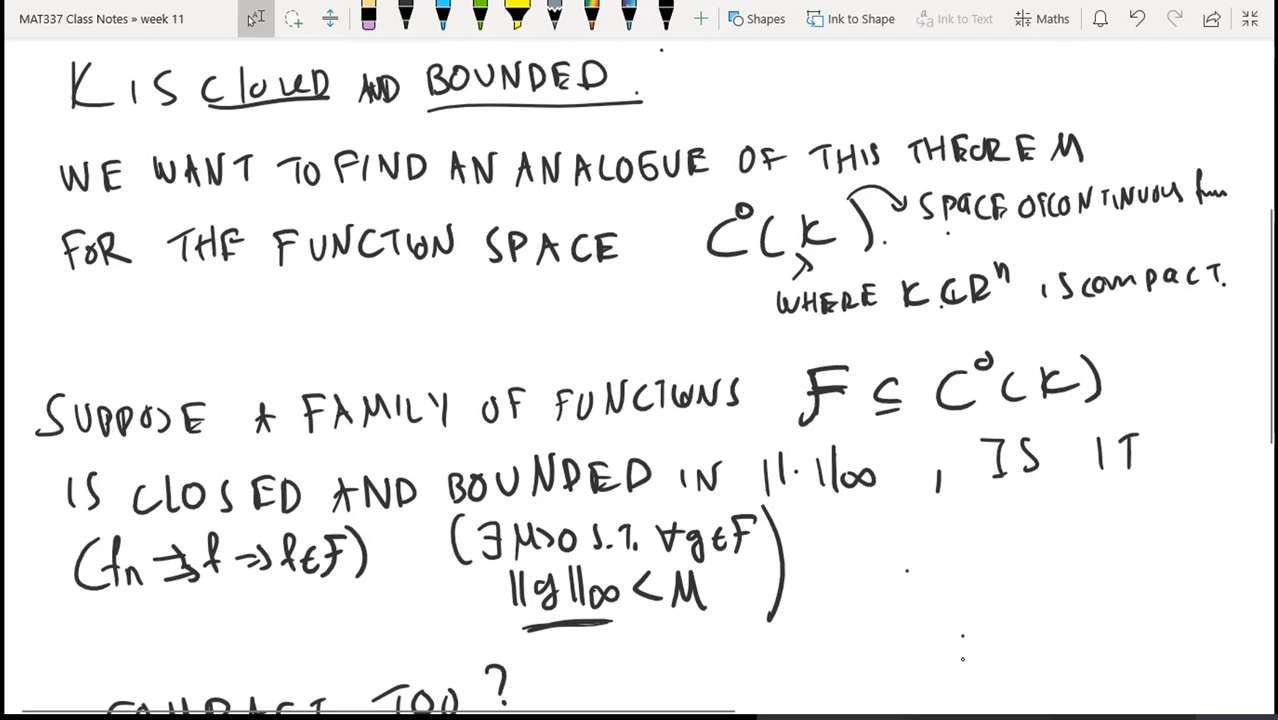 MAT337 Class Notes » week 11
Shapes Ink to Shape Ink to Text Maths
K IS CLOSED AND BOUNDED.
WE WANT TO FIND AN ANALOGUE OF THIS THEOREM
FOR THE FUNCTION SPACE C⁰(K). → SPACE OF CONTINUOUS fun
WHERE K ⊆ ℝⁿ IS COMPACT.
SUPPOSE A FAMILY OF FUNCTIONS F ⊆ C⁰(K)
IS CLOSED AND BOUNDED IN ||·||∞, IS IT
(fn ⇉ f ⇒ f ∈ F) (∃ M>0 S.T. ∀g ∈ F
||g||∞ < M)
COMPACT TOO?